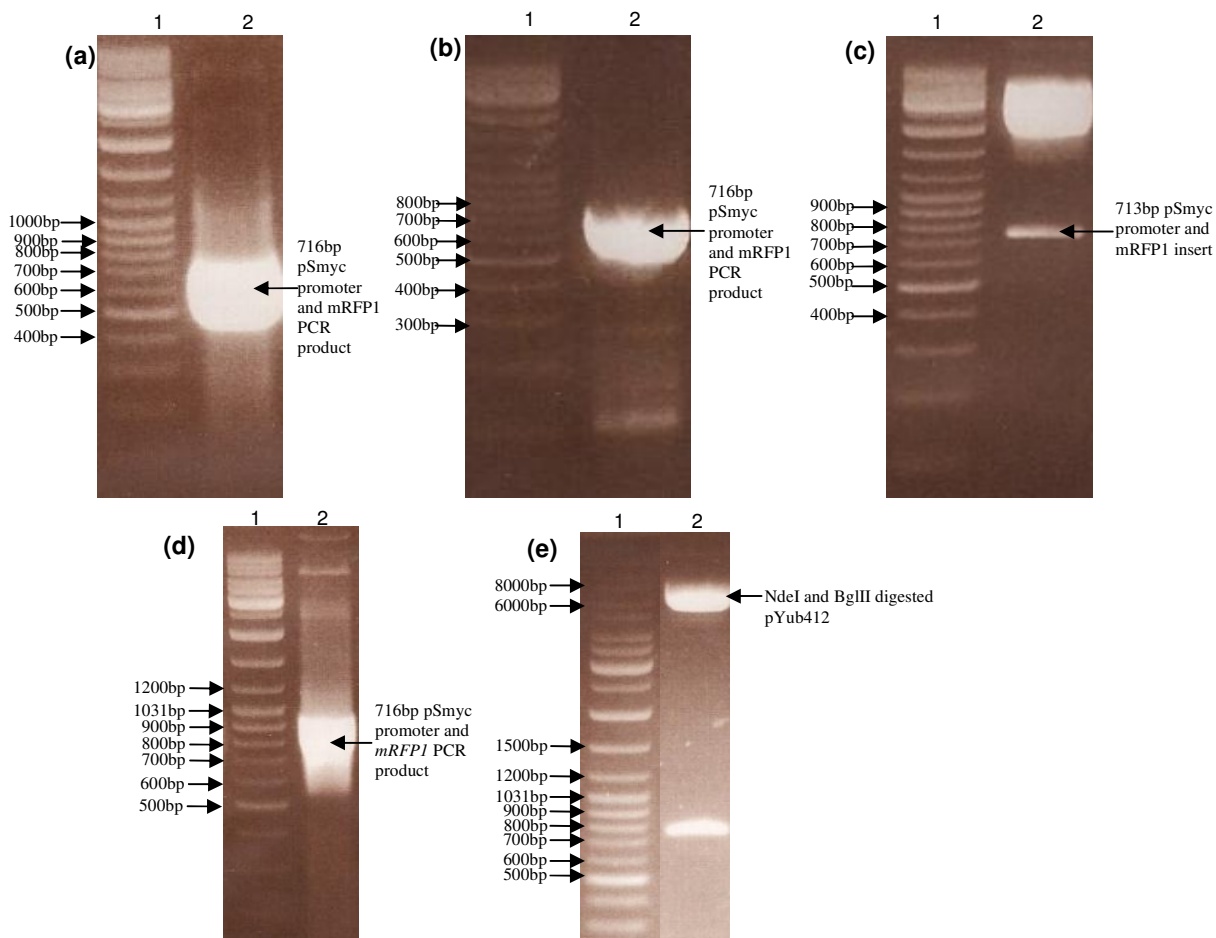 1 2
(a)
1000bp
900bp
800bp
700bp
600bp
500bp
400bp
716bp
pSmyc
promoter
and mRFP1
PCR
product
1 2
(b)
800bp
700bp
600bp
500bp
400bp
300bp
716bp
pSmyc
promoter
and mRFP1
PCR
product
1 2
(c)
900bp
800bp
700bp
600bp
500bp
400bp
713bp pSmyc
promoter and
mRFP1 insert
1 2
(d)
1200bp
1031bp
900bp
800bp
700bp
600bp
500bp
716bp pSmyc
promoter and
mRFP1 PCR
product
1 2
(e)
8000bp
6000bp
1500bp
1200bp
1031bp
900bp
800bp
700bp
600bp
500bp
NdeI and BglII digested
pYub412